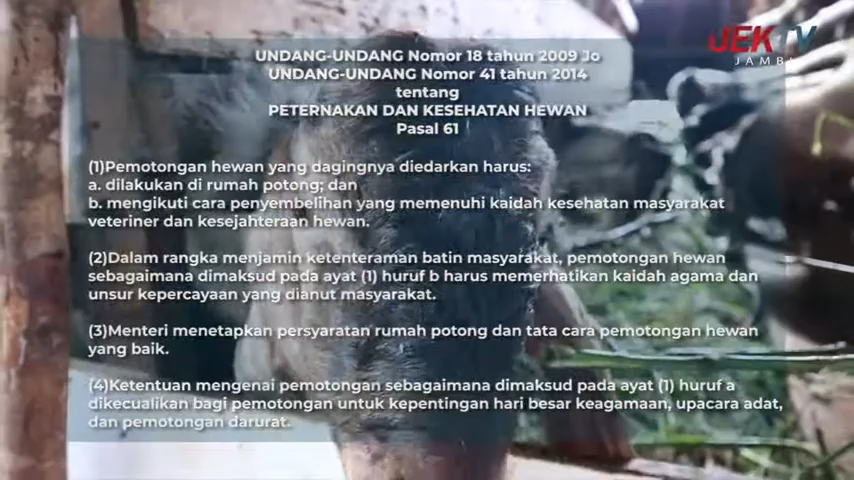 JEKTV
JAMBI
UNDANG-UNDANG Nomor 18 tahun 2009 Jo
UNDANG-UNDANG Nomor 41 tahun 2014
tentang
PETERNAKAN DAN KESEHATAN HEWAN
Pasal 61
(1)Pemotongan hewan yang dagingnya diedarkan harus:
a. dilakukan di rumah potong; dan
b. mengikuti cara penyembelihan yang memenuhi kaidah kesehatan masyarakat
veteriner dan kesejahteraan hewan.
(2)Dalam rangka menjamin ketenteraman batin masyarakat, pemotongan hewan
sebagaimana dimaksud pada ayat (1) huruf b harus memerhatikan kaidah agama dan
unsur kepercayaan yang dianut masyarakat.
(3)Menteri menetapkan persyaratan rumah potong dan tata cara pemotongan hewan
yang baik.
(4)Ketentuan mengenai pemotongan sebagaimana dimaksud pada ayat (1) huruf a
dikecualikan bagi pemotongan untuk kepentingan hari besar keagamaan, upacara adat,
dan pemotongan darurat.